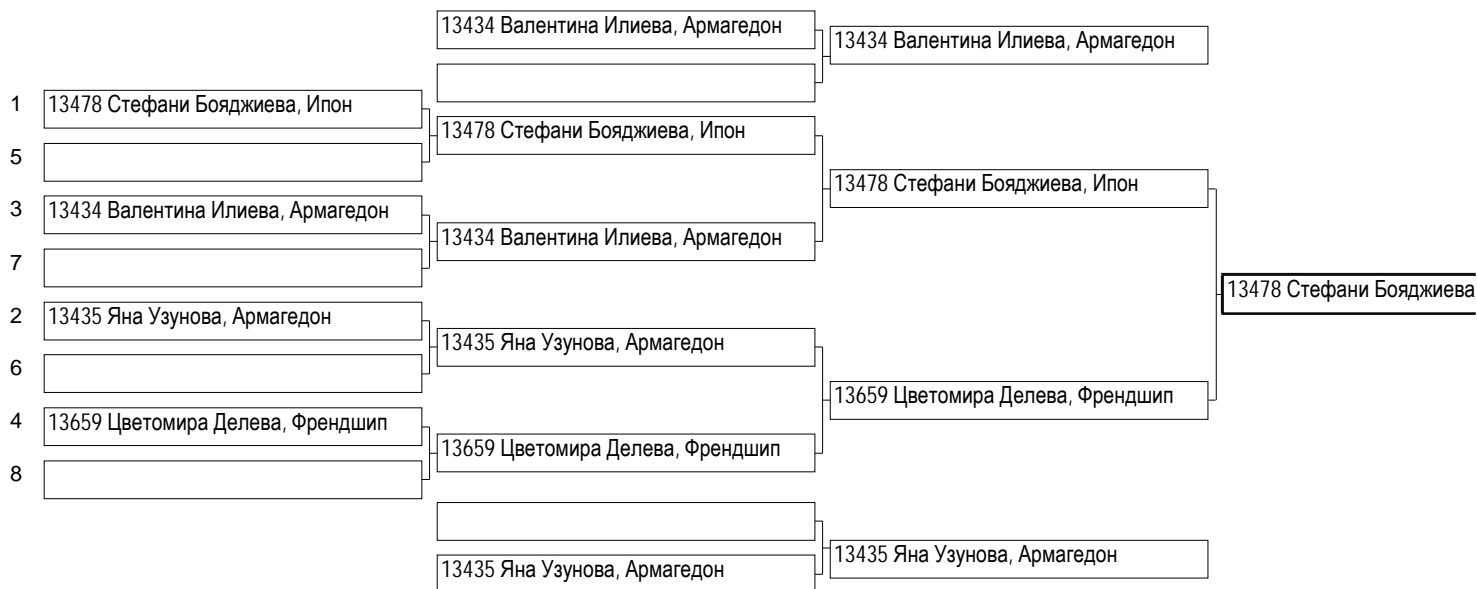 13434 Валентина Илиева, Армагедон
13434 Валентина Илиева, Армагедон
1
13478 Стефани Бояджиева, Ипон
13478 Стефани Бояджиева, Ипон
5
13478 Стефани Бояджиева, Ипон
3
13434 Валентина Илиева, Армагедон
13434 Валентина Илиева, Армагедон
7
13478 Стефани Бояджиева
2
13435 Яна Узунова, Армагедон
13435 Яна Узунова, Армагедон
6
13659 Цветомира Делева, Френдшип
4
13659 Цветомира Делева, Френдшип
13659 Цветомира Делева, Френдшип
8
13435 Яна Узунова, Армагедон
13435 Яна Узунова, Армагедон